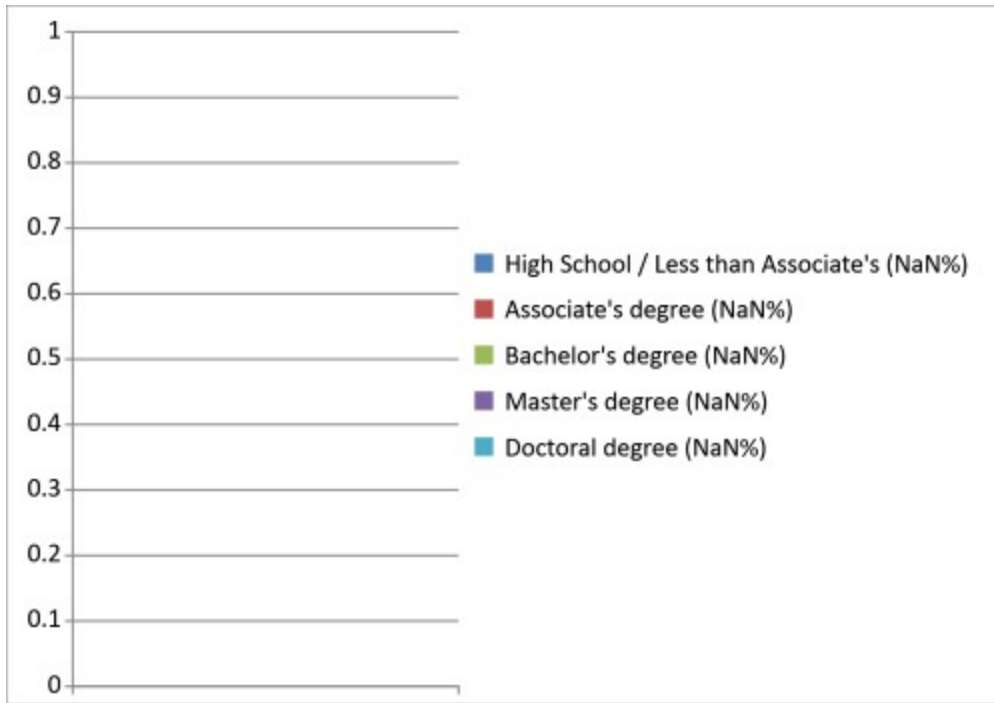 1
0.9
0.8
0.7
0.6
0.5
0.4
0.3
0.2
0.1
0
High School / Less than Associate's (NaN%)
Associate's degree (NaN%)
Bachelor's degree (NaN%)
Master's degree (NaN%)
Doctoral degree (NaN%)